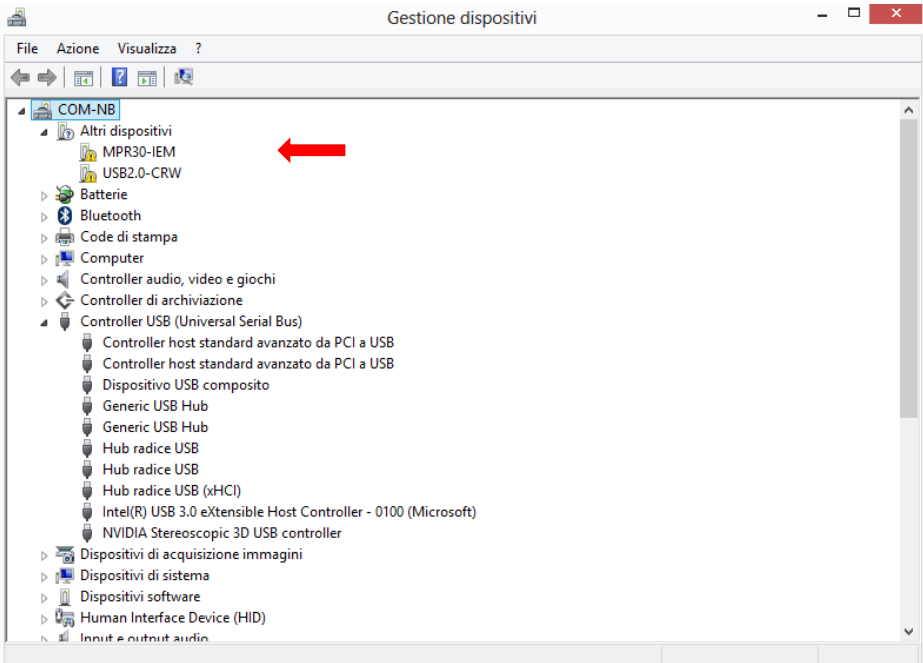 Gestione dispositivi
File Azione Visualizza ?
COM-NB
Altri dispositivi
MPR30-IEM
USB2.0-CRW
Batterie
Bluetooth
Code di stampa
Computer
Controller audio, video e giochi
Controller di archiviazione
Controller USB (Universal Serial Bus)
Controller host standard avanzato da PCI a USB
Controller host standard avanzato da PCI a USB
Dispositivo USB composito
Generic USB Hub
Generic USB Hub
Hub radice USB
Hub radice USB
Hub radice USB (xHCI)
Intel(R) USB 3.0 eXtensible Host Controller - 0100 (Microsoft)
NVIDIA Stereoscopic 3D USB controller
Dispositivi di acquisizione immagini
Dispositivi di sistema
Dispositivi software
Human Interface Device (HID)
Input e output audio